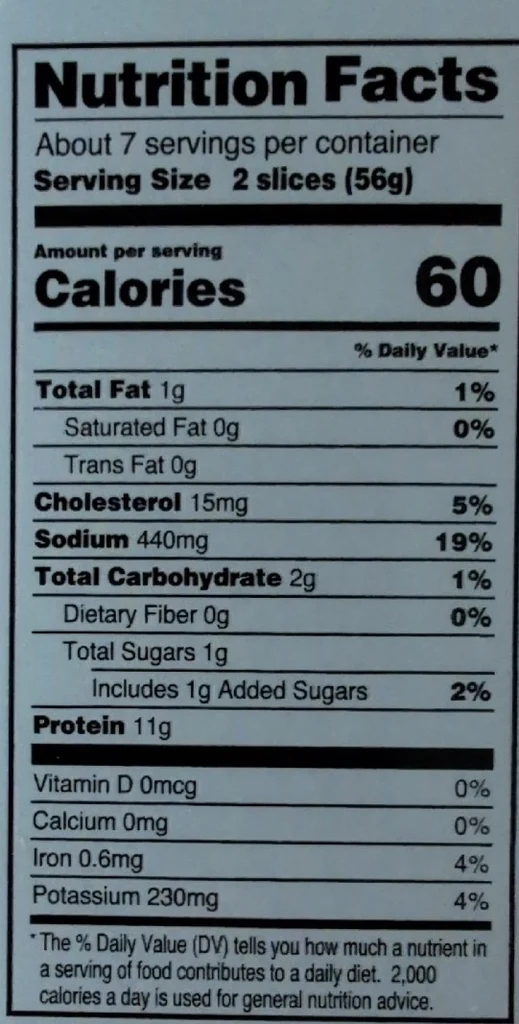 Nutrition Facts
About 7 servings per container
Serving Size 2 slices (56g)
Amount per serving
Calories 60
% Daily Value*
Total Fat 1g 1%
Saturated Fat 0g 0%
Trans Fat 0g
Cholesterol 15mg 5%
Sodium 440mg 19%
Total Carbohydrate 2g 1%
Dietary Fiber 0g 0%
Total Sugars 1g
Includes 1g Added Sugars 2%
Protein 11g
Vitamin D 0mcg 0%
Calcium 0mg 0%
Iron 0.6mg 4%
Potassium 230mg 4%
* The % Daily Value (DV) tells you how much a nutrient in
a serving of food contributes to a daily diet. 2,000
calories a day is used for general nutrition advice.